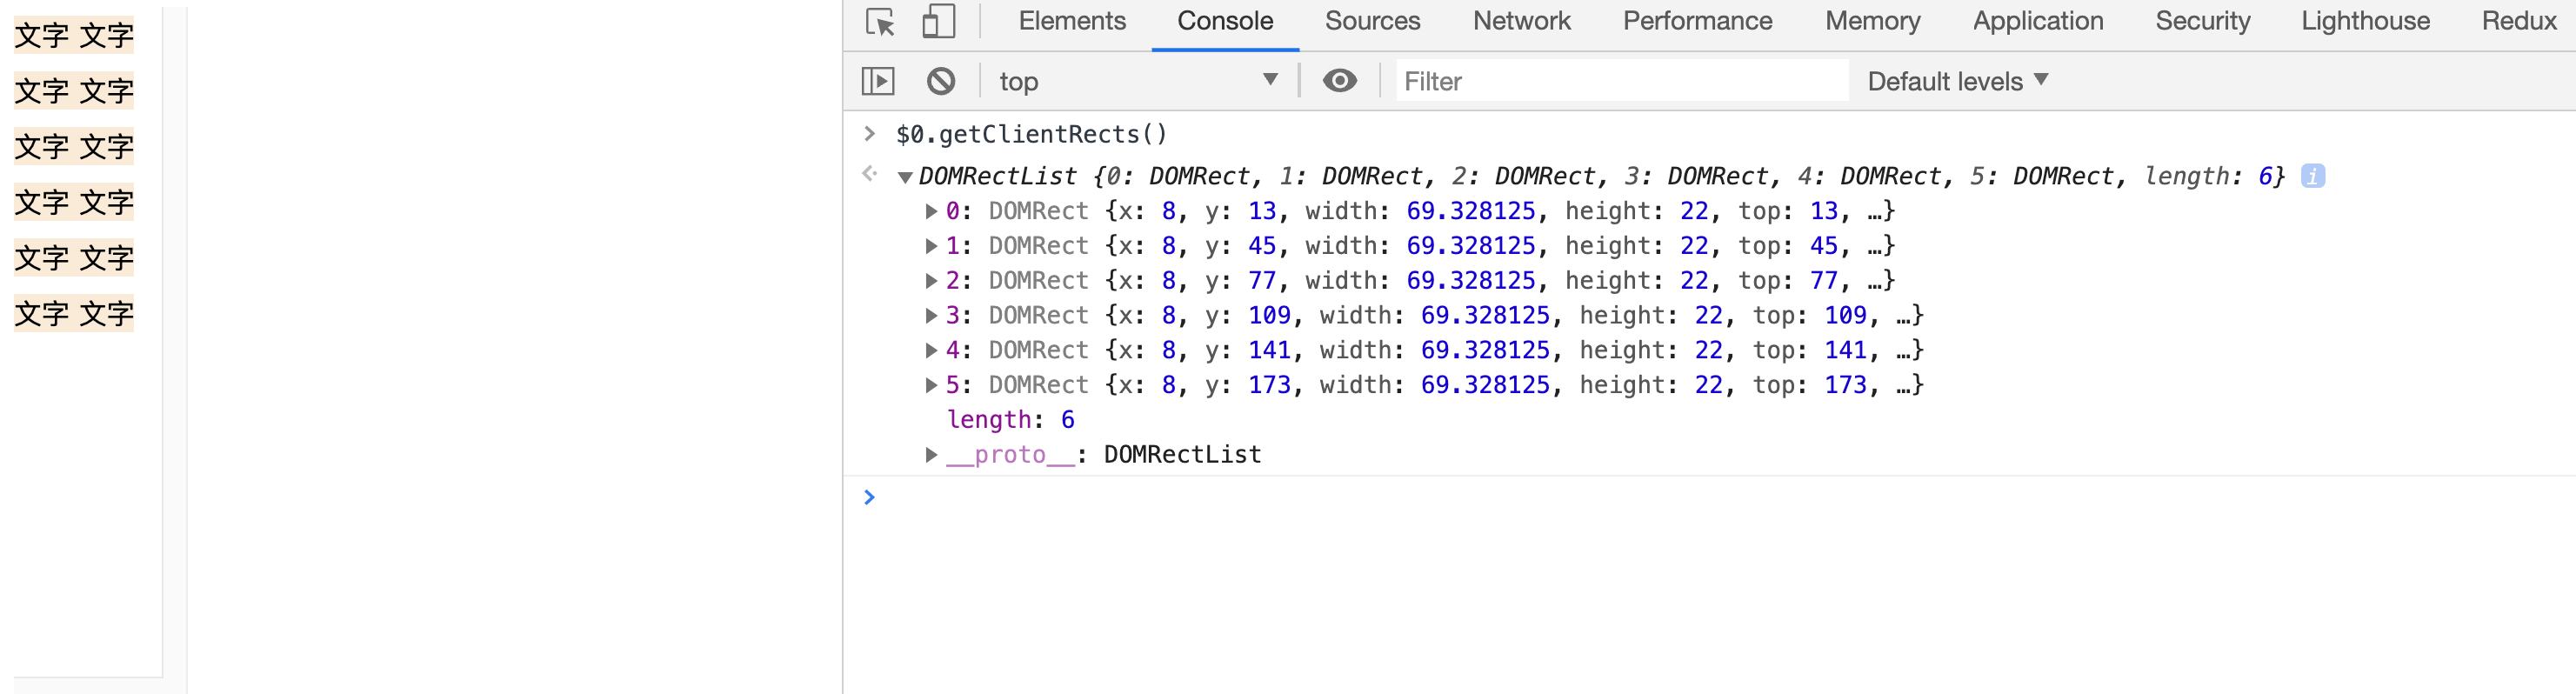 文字 文字
文字 文字
文字 文字
文字 文字
文字 文字
文字 文字
Elements Console Sources Network Performance Memory Application Security Lighthouse Redux
top Filter Default levels
$0.getClientRects()
DOMRectList {0: DOMRect, 1: DOMRect, 2: DOMRect, 3: DOMRect, 4: DOMRect, 5: DOMRect, length: 6} i
0: DOMRect {x: 8, y: 13, width: 69.328125, height: 22, top: 13, …}
1: DOMRect {x: 8, y: 45, width: 69.328125, height: 22, top: 45, …}
2: DOMRect {x: 8, y: 77, width: 69.328125, height: 22, top: 77, …}
3: DOMRect {x: 8, y: 109, width: 69.328125, height: 22, top: 109, …}
4: DOMRect {x: 8, y: 141, width: 69.328125, height: 22, top: 141, …}
5: DOMRect {x: 8, y: 173, width: 69.328125, height: 22, top: 173, …}
length: 6
__proto__: DOMRectList